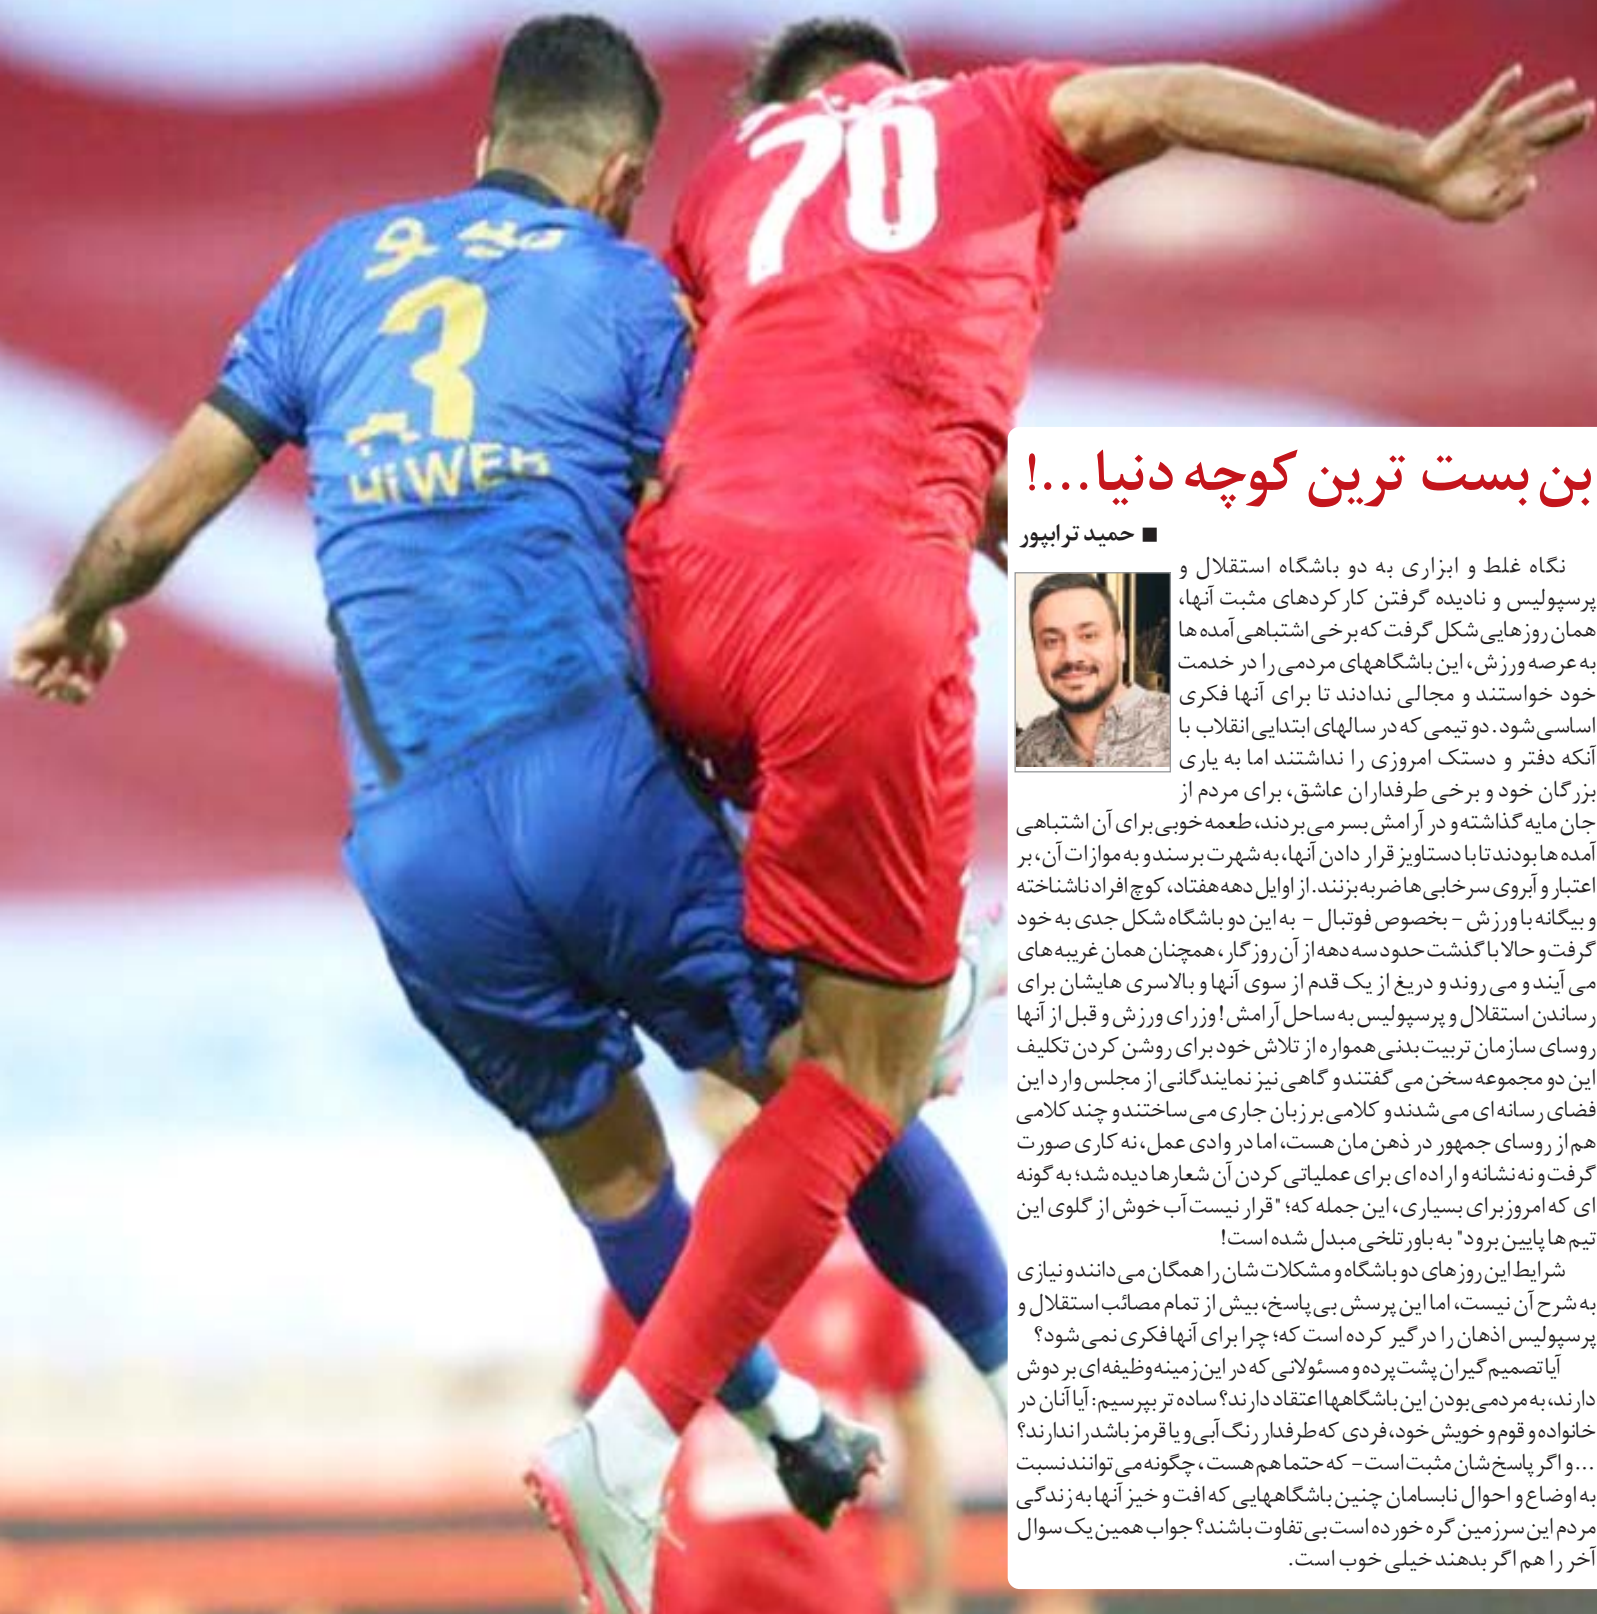 70
3
HiWEB
بن بست ترین کوچه دنیا...!
■ حمید ترابپور
نگاه غلط و ابزاری به دو باشگاه استقلال و
پرسپولیس و نادیده گرفتن کارکردهای مثبت آنها،
همان روزهایی شکل گرفت که برخی اشتباهی آمده ها
به عرصه ورزش، این باشگاههای مردمی را در خدمت
خود خواستند و مجالی ندادند تا برای آنها فکری
اساسی شود. دو تیمی که در سالهای ابتدایی انقلاب با
آنکه دفتر و دستک امروزی را نداشتند اما به یاری
بزرگان خود و برخی طرفداران عاشق، برای مردم از
جان مایه گذاشته و در آرامش بسر می بردند، طعمه خوبی برای آن اشتباهی
آمده ها بودند تا با دستاویز قرار دادن آنها، به شهرت برسند و به موازات آن، بر
اعتبار و آبروی سرخابی ها ضربه بزنند. از اوایل دهه هفتاد، کوچ افراد ناشناخته
و بیگانه با ورزش – بخصوص فوتبال – به این دو باشگاه شکل جدی به خود
گرفت و حالا با گذشت حدود سه دهه از آن روزگار، همچنان همان غریبه های
می آیند و می روند و دریغ از یک قدم از سوی آنها و بالاسری هایشان برای
رساندن استقلال و پرسپولیس به ساحل آرامش! وزرای ورزش و قبل از آنها
روسای سازمان تربیت بدنی همواره از تلاش خود برای روشن کردن تکلیف
این دو مجموعه سخن می گفتند و گاهی نیز نمایندگانی از مجلس وارد این
فضای رسانه ای می شدند و کلامی بر زبان جاری می ساختند و چند کلامی
هم از روسای جمهور در ذهن مان هست، اما در وادی عمل، نه کاری صورت
گرفت و نه نشانه و اراده ای برای عملیاتی کردن آن شعارها دیده شد؛ به گونه
ای که امروز برای بسیاری، این جمله که؛ "قرار نیست آب خوش از گلوی این
تیم ها پایین برود" به باور تلخی مبدل شده است!
شرایط این روزهای دو باشگاه و مشکلات شان را همگان می دانند و نیازی
به شرح آن نیست، اما این پرسش بی پاسخ، بیش از تمام مصائب استقلال و
پرسپولیس اذهان را درگیر کرده است که؛ چرا برای آنها فکری نمی شود؟
آیا تصمیم گیران پشت پرده و مسئولانی که در این زمینه وظیفه ای بر دوش
دارند، به مردمی بودن این باشگاهها اعتقاد دارند؟ ساده تر بپرسیم: آیا آنان در
خانواده و قوم و خویش خود، فردی که طرفدار رنگ آبی و یا قرمز باشد را ندارند؟
... و اگر پاسخ شان مثبت است – که حتما هم هست، چگونه می توانند نسبت
به اوضاع و احوال نابسامان چنین باشگاههایی که افت و خیز آنها به زندگی
مردم این سرزمین گره خورده است بی تفاوت باشند؟ جواب همین یک سوال
آخر را هم اگر بدهند خیلی خوب است.